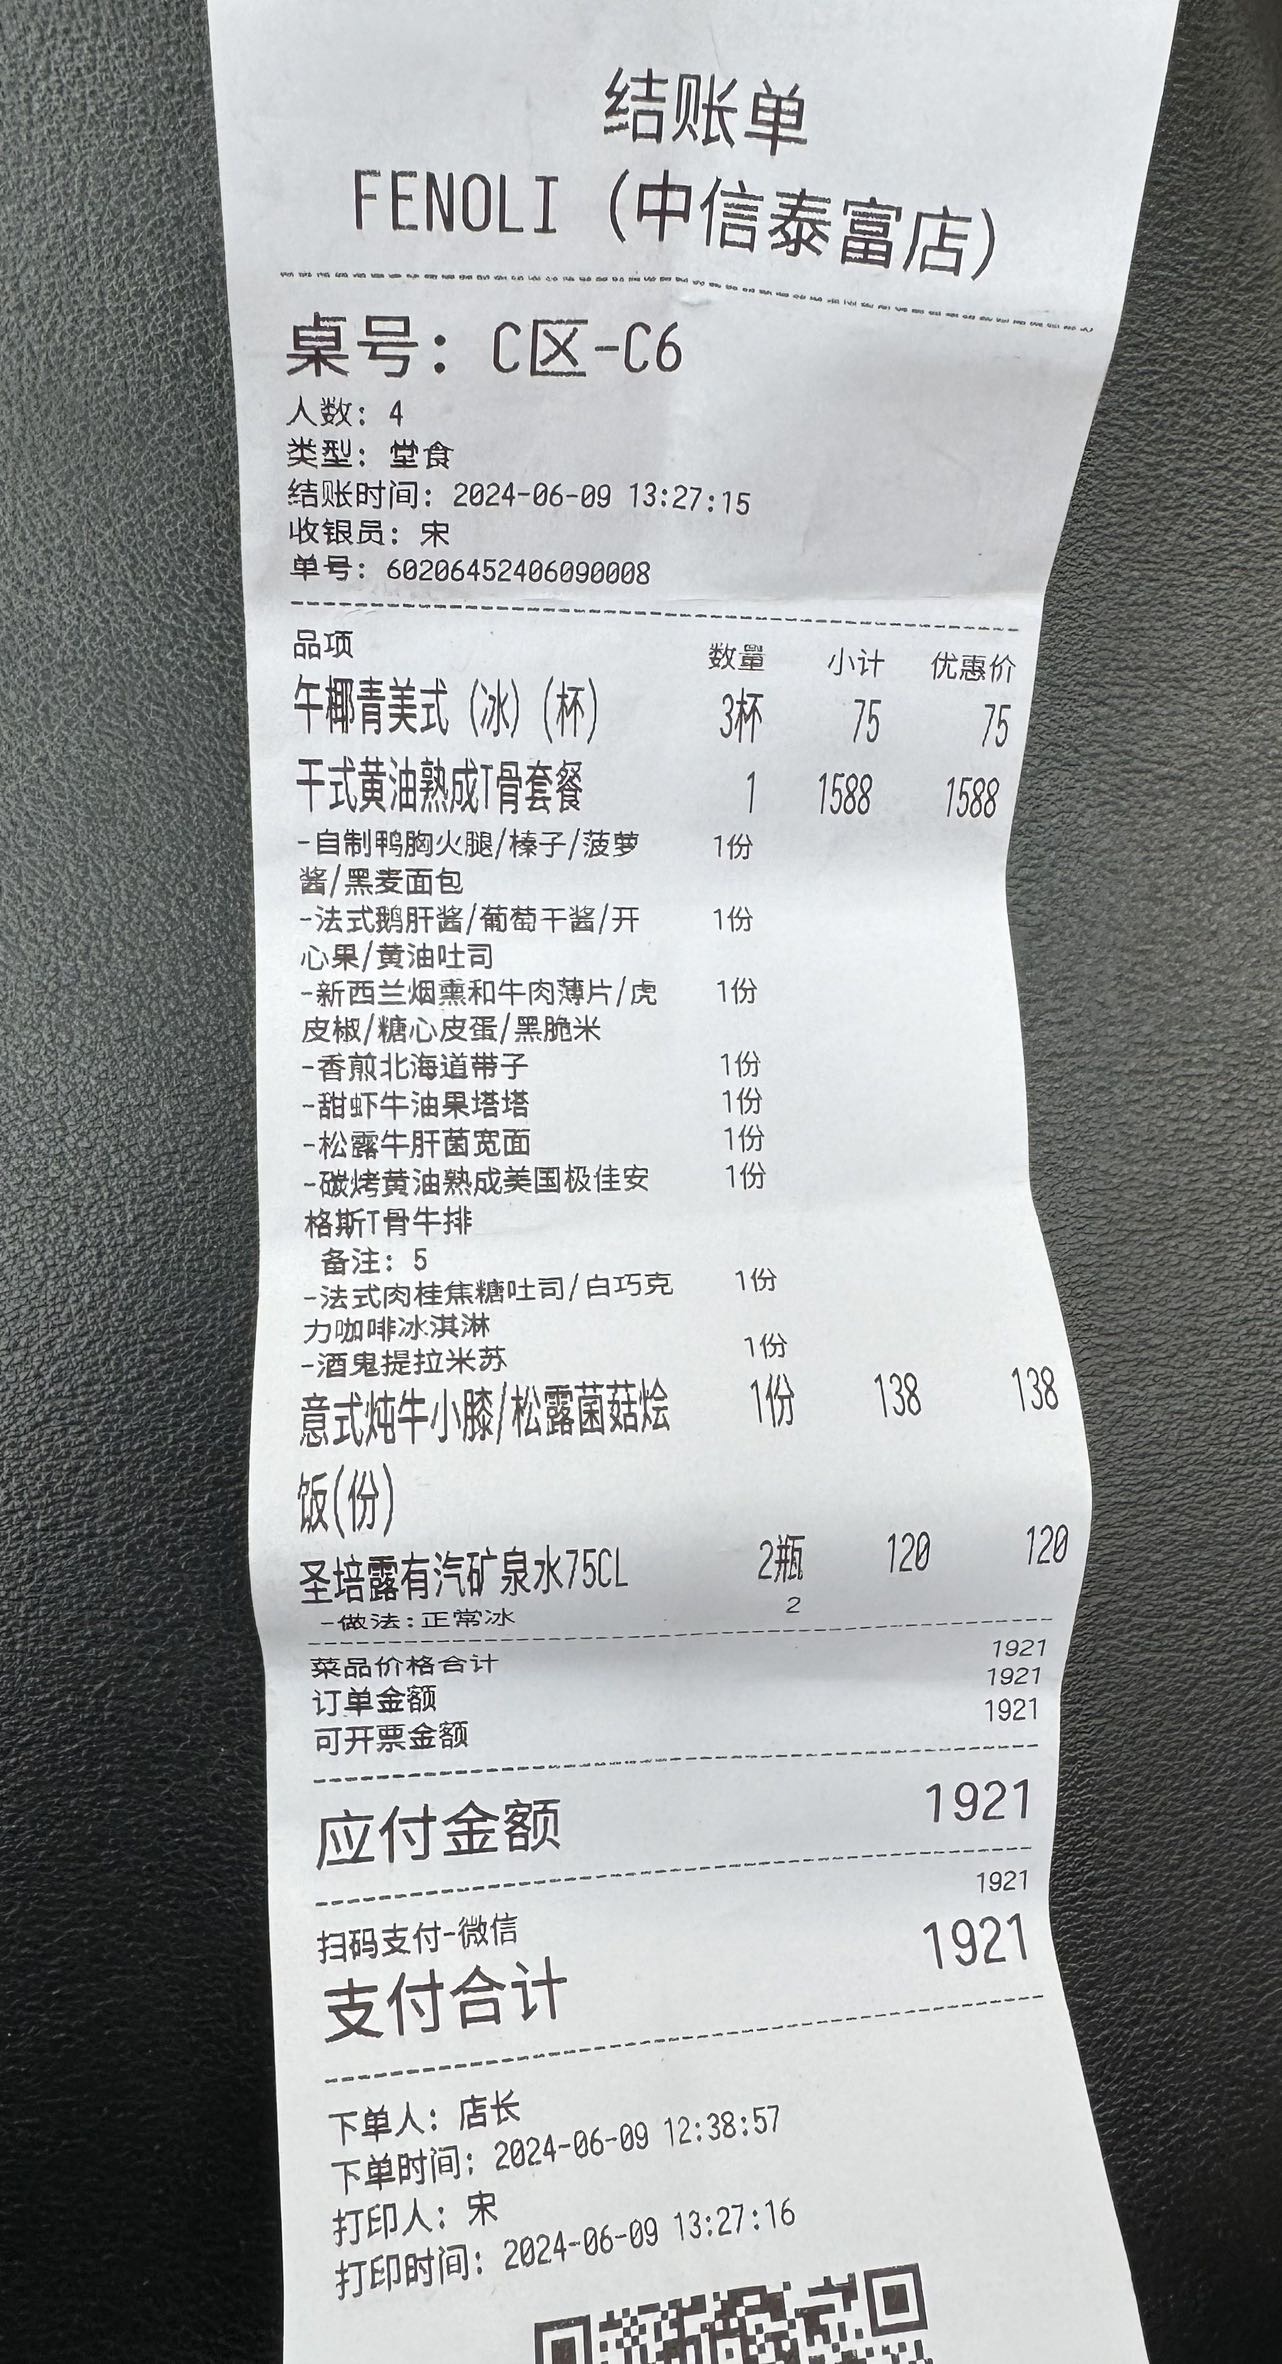 结账单
FENOLI (中信泰富店)
桌号: C区-C6
人数: 4
类型: 堂食
结账时间: 2024-06-09 13:27:15
收银员: 宋
单号: 60206452406090008
品项 数量 小计 优惠价
午椰青美式 (冰) (杯) 3杯 75 75
干式黄油熟成T骨套餐 1 1588 1588
-自制鸭胸火腿/榛子/菠萝 1份
酱/黑麦面包
-法式鹅肝酱/葡萄干酱/开 1份
心果/黄油吐司
-新西兰烟熏和牛肉薄片/虎 1份
皮椒/糖心皮蛋/黑脆米
-香煎北海道带子 1份
-甜虾牛油果塔塔 1份
-松露牛肝菌宽面 1份
-碳烤黄油熟成美国极佳安 1份
格斯T骨牛排
备注: 5
-法式肉桂焦糖吐司/白巧克 1份
力咖啡冰淇淋
-酒鬼提拉米苏 1份
意式炖牛小膝/松露菌菇烩 1份 138 138
饭(份)
圣培露有汽矿泉水75CL 2瓶 120 120
-做法:正常冰 2
菜品价格合计 1921
订单金额 1921
可开票金额 1921
应付金额 1921
扫码支付-微信 1921
支付合计 1921
下单人: 店长
下单时间: 2024-06-09 12:38:57
打印人: 宋
打印时间: 2024-06-09 13:27:16